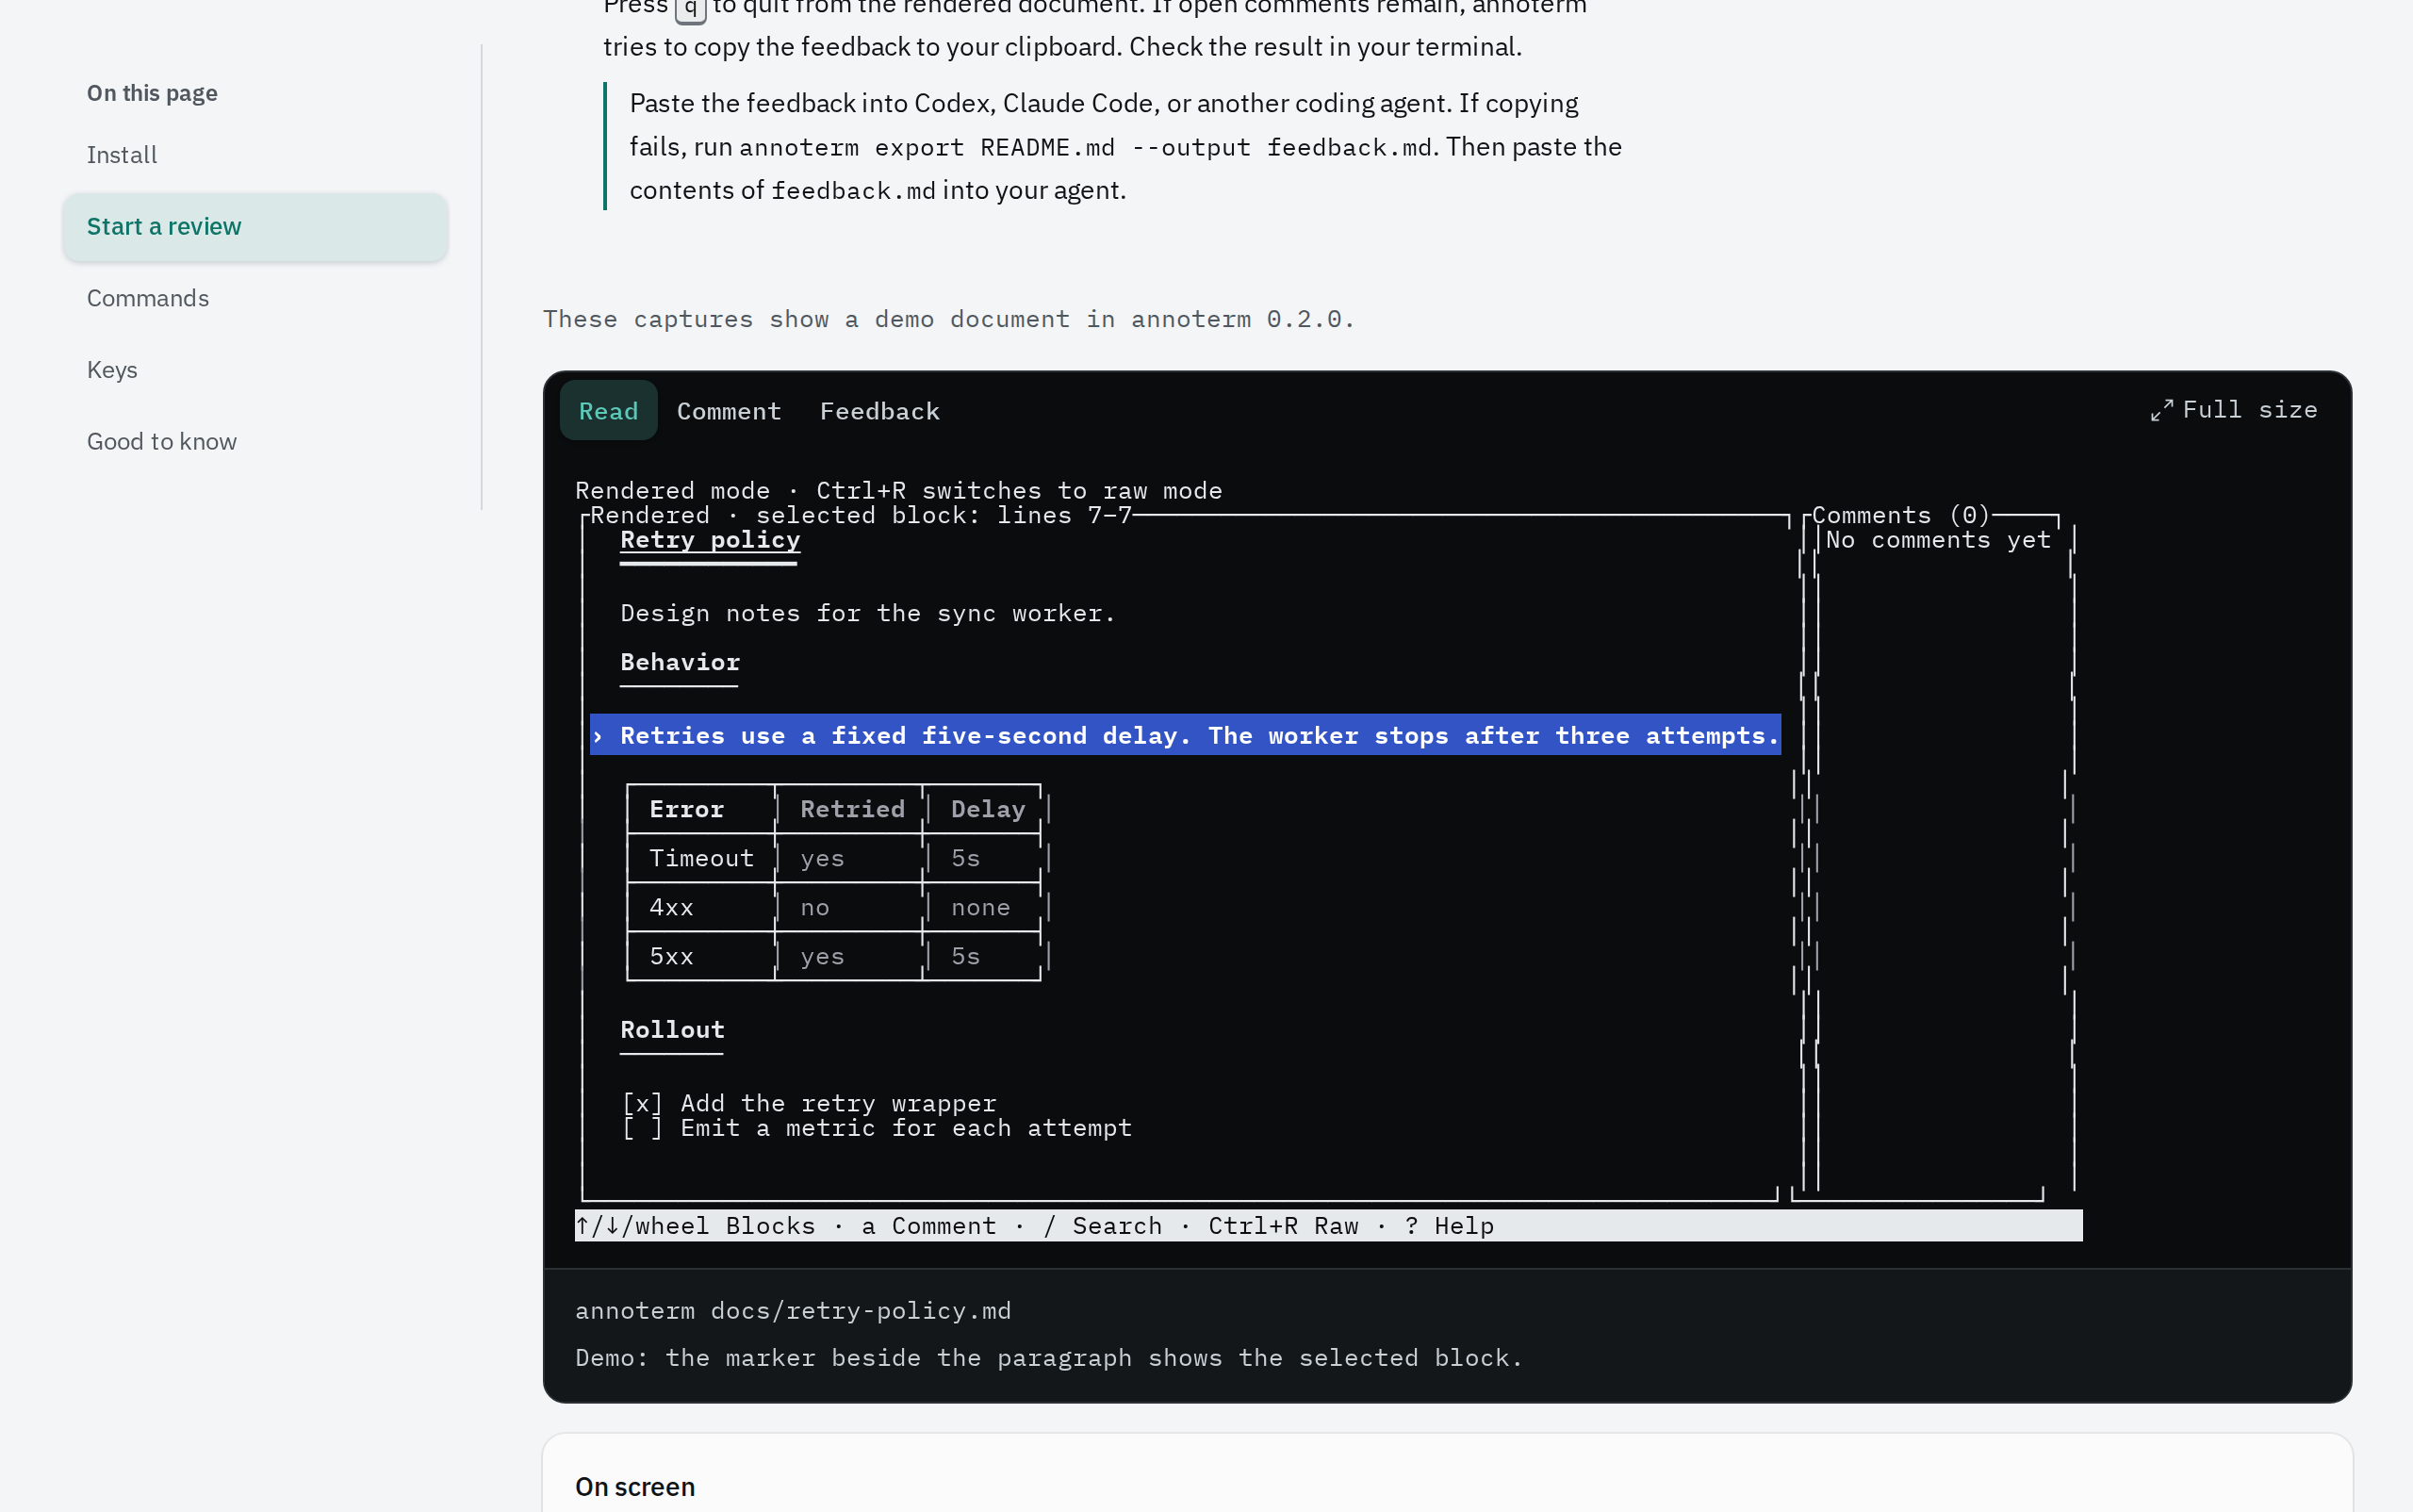 Press q to quit from the rendered document. If open comments remain, annoterm
tries to copy the feedback to your clipboard. Check the result in your terminal.
On this page
Install
Start a review
Commands
Keys
Good to know
Paste the feedback into Codex, Claude Code, or another coding agent. If copying
fails, run annoterm export README.md --output feedback.md. Then paste the
contents of feedback.md into your agent.
These captures show a demo document in annoterm 0.2.0.
Read Comment Feedback Full size
Rendered mode · Ctrl+R switches to raw mode
Rendered · selected block: lines 7–7 Comments (0)
Retry policy No comments yet
Design notes for the sync worker.
Behavior
› Retries use a fixed five-second delay. The worker stops after three attempts.
Error Retried Delay
Timeout yes 5s
4xx no none
5xx yes 5s
Rollout
[x] Add the retry wrapper
[ ] Emit a metric for each attempt
↑/↓/wheel Blocks · a Comment · / Search · Ctrl+R Raw · ? Help
annoterm docs/retry-policy.md
Demo: the marker beside the paragraph shows the selected block.
On screen